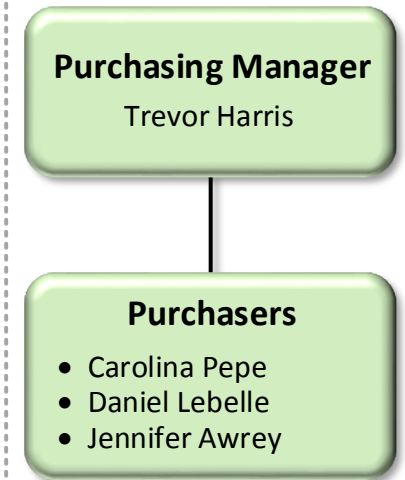 Purchasing Manager
Trevor Harris
Purchasers
• Carolina Pepe
• Daniel Lebelle
• Jennifer Awrey